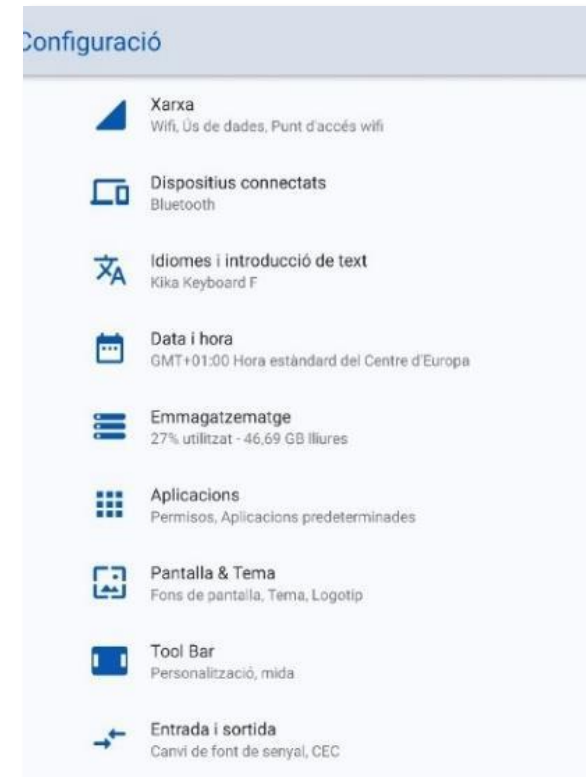 Configuració
Xarxa
Wifi, Ús de dades, Punt d'accés wifi
Dispositius connectats
Bluetooth
Idiomes i introducció de text
Kika Keyboard F
Data i hora
GMT+01:00 Hora estàndard del Centre d'Europa
Emmagatzematge
27% utilitzat - 46,69 GB lliures
Aplicacions
Permisos, Aplicacions predeterminades
Pantalla & Tema
Fons de pantalla, Tema, Logotip
Tool Bar
Personalització, mida
Entrada i sortida
Canvi de font de senyal, CEC